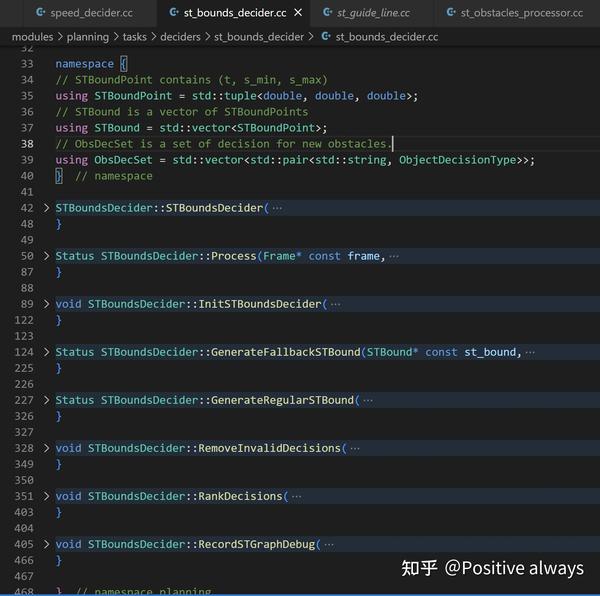 speed_decider.cc st_bounds_decider.cc × st_guide_line.cc st_obstacles_processor.cc
modules > planning > tasks > deciders > st_bounds_decider > st_bounds_decider.cc
32
33 namespace {
34 // STBoundPoint contains (t, s_min, s_max)
35 using STBoundPoint = std::tuple<double, double, double>;
36 // STBound is a vector of STBoundPoints
37 using STBound = std::vector<STBoundPoint>;
38 // ObsDecSet is a set of decision for new obstacles.
39 using ObsDecSet = std::vector<std::pair<std::string, ObjectDecisionType>>;
40 } // namespace
41
42 > STBoundsDecider::STBoundsDecider( ···
48 }
49
50 > Status STBoundsDecider::Process(Frame* const frame, ···
87 }
88
89 > void STBoundsDecider::InitSTBoundsDecider( ···
122 }
123
124 > Status STBoundsDecider::GenerateFallbackSTBound(STBound* const st_bound, ···
225 }
226
227 > Status STBoundsDecider::GenerateRegularSTBound( ···
326 }
327
328 > void STBoundsDecider::RemoveInvalidDecisions( ···
349 }
350
351 > void STBoundsDecider::RankDecisions( ···
403 }
404
405 > void STBoundsDecider::RecordSTGraphDebug( ···
466 }
467
468 } // namespace planning
知乎 @Positive always